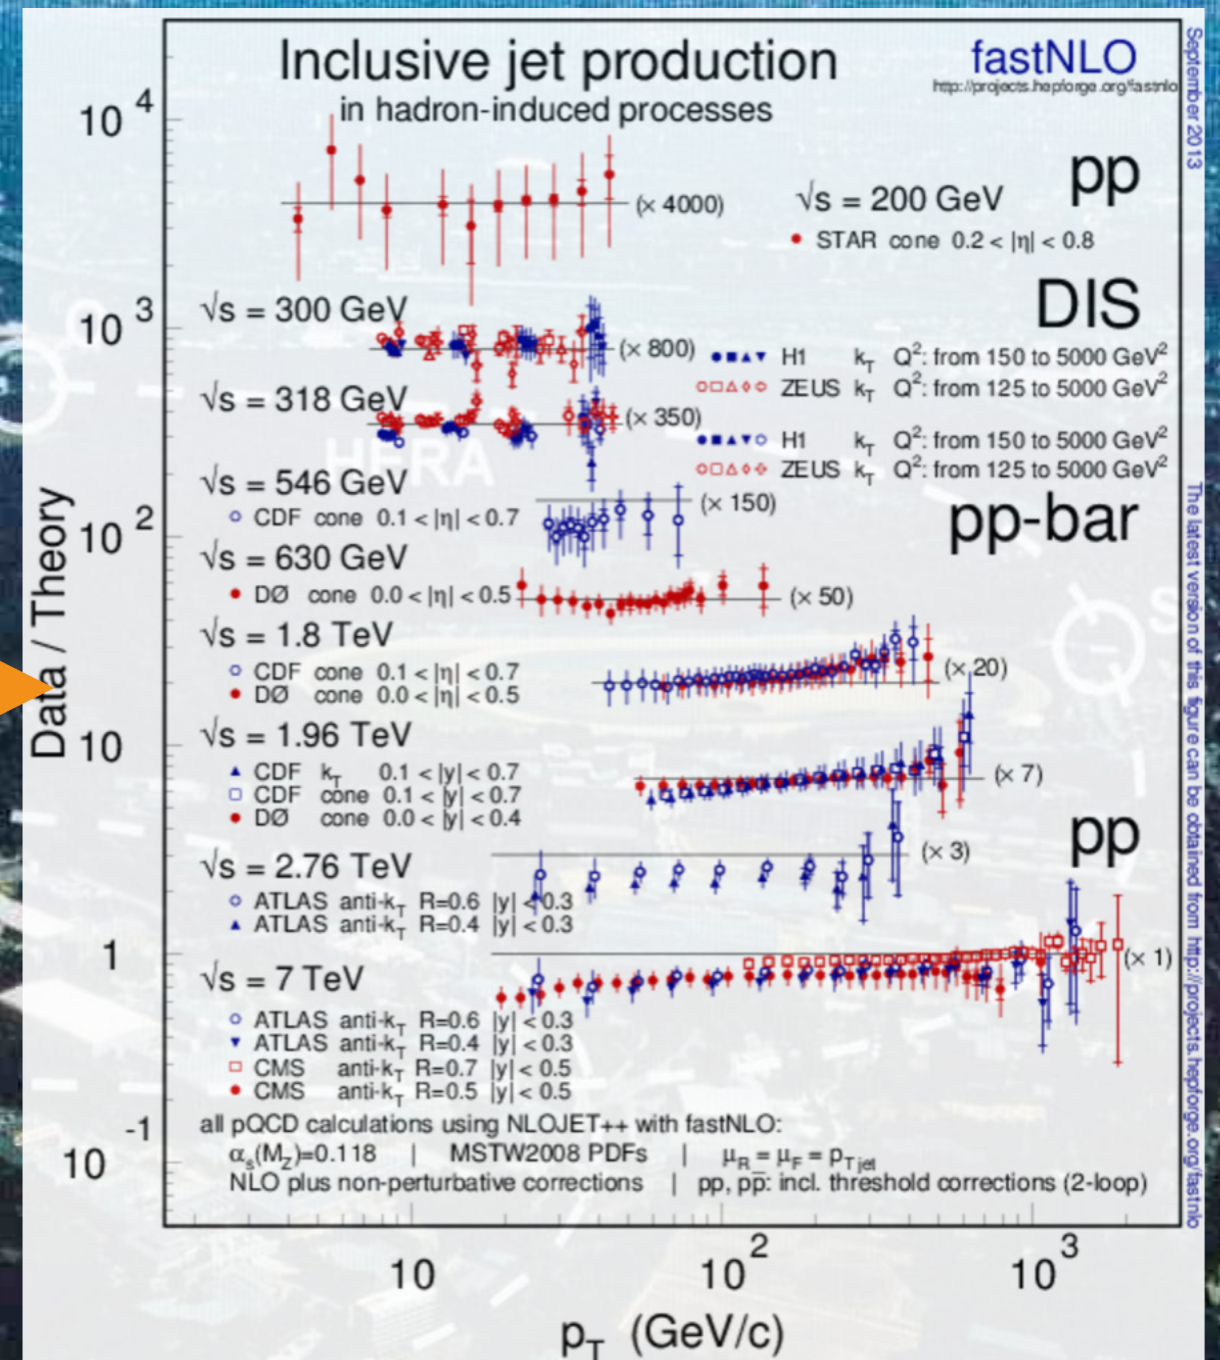 Inclusive jet production
in hadron-induced processes
fastNLO
http://projects.hepforge.org/fastnlo
September 2013
10⁴
pp
(× 4000)
√s = 200 GeV
STAR cone 0.2 < |η| < 0.8
DIS
10³
√s = 300 GeV
(× 800)
H1 k_T Q²: from 150 to 5000 GeV²
ZEUS k_T Q²: from 125 to 5000 GeV²
√s = 318 GeV
(× 350)
H1 k_T Q²: from 150 to 5000 GeV²
ZEUS k_T Q²: from 125 to 5000 GeV²
HERA
√s = 546 GeV
(× 150)
10²
CDF cone 0.1 < |η| < 0.7
pp-bar
√s = 630 GeV
DØ cone 0.0 < |η| < 0.5
(× 50)
√s = 1.8 TeV
CDF cone 0.1 < |η| < 0.7
DØ cone 0.0 < |η| < 0.5
(× 20)
Data / Theory
10
√s = 1.96 TeV
CDF k_T 0.1 < |y| < 0.7
CDF cone 0.1 < |y| < 0.7
DØ cone 0.0 < |y| < 0.4
(× 7)
pp
√s = 2.76 TeV
(× 3)
ATLAS anti-k_T R=0.6 |y| < 0.3
ATLAS anti-k_T R=0.4 |y| < 0.3
1
(× 1)
√s = 7 TeV
ATLAS anti-k_T R=0.6 |y| < 0.3
ATLAS anti-k_T R=0.4 |y| < 0.3
CMS anti-k_T R=0.7 |y| < 0.5
CMS anti-k_T R=0.5 |y| < 0.5
10⁻¹
all pQCD calculations using NLOJET++ with fastNLO:
α_s(M_Z)=0.118 | MSTW2008 PDFs | μ_R = μ_F = p_T jet
NLO plus non-perturbative corrections | pp, pp̅: incl. threshold corrections (2-loop)
The latest version of this figure can be obtained from http://projects.hepforge.org/fastnlo
10 10² 10³
p_T (GeV/c)